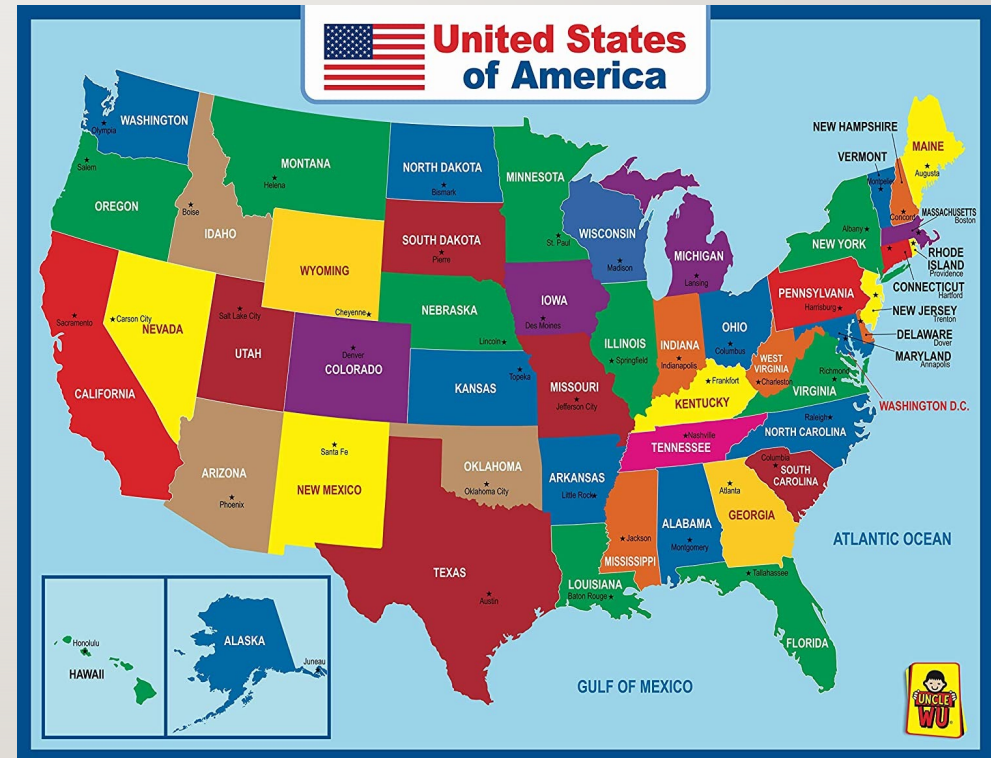 United States
of America
WASHINGTON
Olympia
Salem
OREGON
MONTANA
Helena
Boise
IDAHO
NORTH DAKOTA
Bismark
MINNESOTA
St. Paul
SOUTH DAKOTA
Pierre
WISCONSIN
Madison
MICHIGAN
Lansing
NEW HAMPSHIRE
VERMONT
Montpelier
MAINE
Augusta
Concord
MASSACHUSETTS
Boston
Albany
NEW YORK
RHODE
ISLAND
Providence
CONNECTICUT
Hartford
NEW JERSEY
Trenton
DELAWARE
Dover
MARYLAND
Annapolis
WASHINGTON D.C.
WYOMING
Cheyenne
NEBRASKA
Lincoln
IOWA
Des Moines
PENNSYLVANIA
Harrisburg
Sacramento
CALIFORNIA
Carson City
NEVADA
Salt Lake City
UTAH
Denver
COLORADO
KANSAS
Topeka
MISSOURI
Jefferson City
ILLINOIS
Springfield
INDIANA
Indianapolis
OHIO
Columbus
WEST
VIRGINIA
Charleston
Richmond
VIRGINIA
Frankfort
KENTUCKY
Nashville
TENNESSEE
Raleigh
NORTH CAROLINA
Columbia
SOUTH
CAROLINA
ARIZONA
Phoenix
Santa Fe
NEW MEXICO
OKLAHOMA
Oklahoma City
ARKANSAS
Little Rock
TEXAS
Austin
LOUISIANA
Baton Rouge
Jackson
MISSISSIPPI
ALABAMA
Montgomery
Atlanta
GEORGIA
Tallahassee
FLORIDA
ATLANTIC OCEAN
GULF OF MEXICO
Honolulu
HAWAII
ALASKA
Juneau
UNCLE
WU